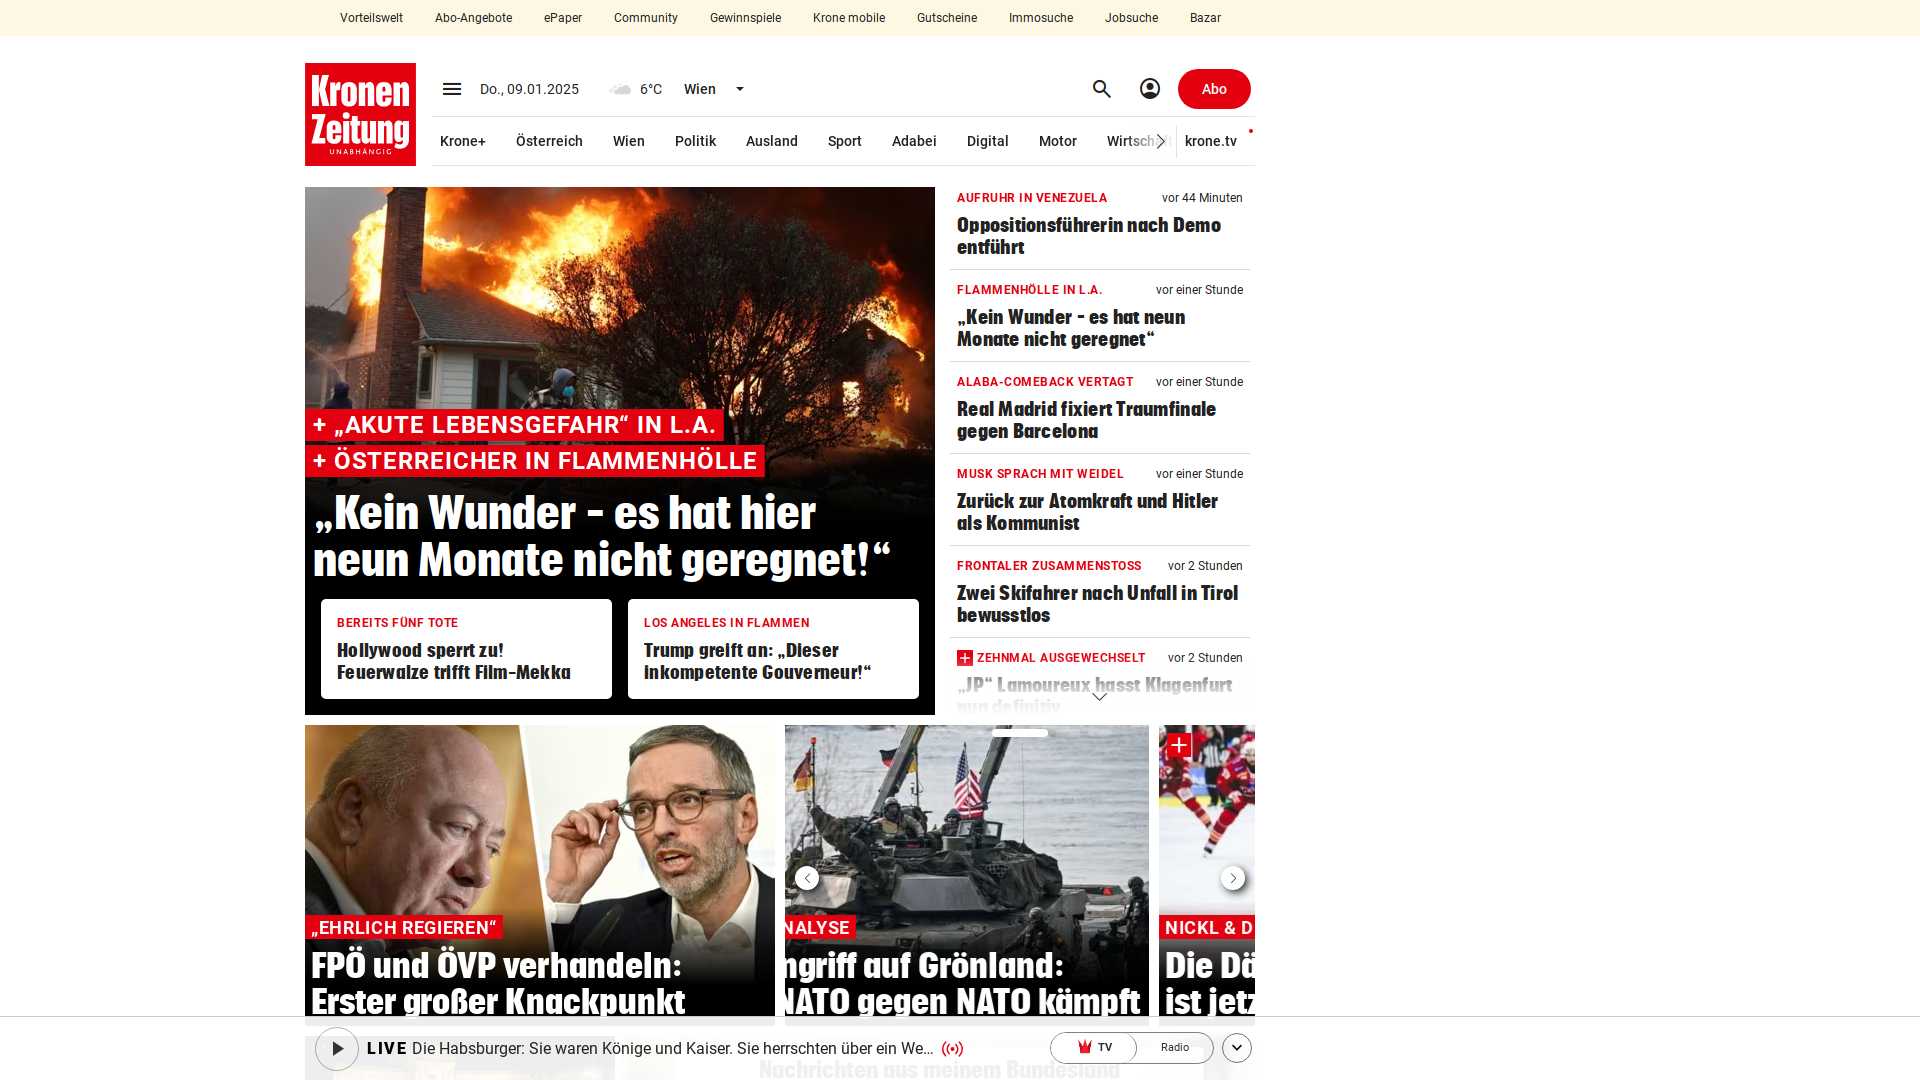 Vorteilswelt Abo-Angebote ePaper Community Gewinnspiele Krone mobile Gutscheine Immosuche Jobsuche Bazar
Kronen
Zeitung
UNABHÄNGIG
Do., 09.01.2025 6°C Wien
Abo
Krone+ Österreich Wien Politik Ausland Sport Adabei Digital Motor Wirtschaft krone.tv
+ „AKUTE LEBENSGEFAHR“ IN L.A.
+ ÖSTERREICHER IN FLAMMENHÖLLE
„Kein Wunder – es hat hier
neun Monate nicht geregnet!“
BEREITS FÜNF TOTE
Hollywood sperrt zu!
Feuerwalze trifft Film-Mekka
LOS ANGELES IN FLAMMEN
Trump greift an: „Dieser
inkompetente Gouverneur!“
AUFRUHR IN VENEZUELA vor 44 Minuten
Oppositionsführerin nach Demo
entführt
FLAMMENHÖLLE IN L.A. vor einer Stunde
„Kein Wunder – es hat neun
Monate nicht geregnet“
ALABA-COMEBACK VERTAGT vor einer Stunde
Real Madrid fixiert Traumfinale
gegen Barcelona
MUSK SPRACH MIT WEIDEL vor einer Stunde
Zurück zur Atomkraft und Hitler
als Kommunist
FRONTALER ZUSAMMENSTOSS vor 2 Stunden
Zwei Skifahrer nach Unfall in Tirol
bewusstlos
ZEHNMAL AUSGEWECHSELT vor 2 Stunden
„JP“ Lamoureux hasst Klagenfurt
nun definitiv
„EHRLICH REGIEREN“
FPÖ und ÖVP verhandeln:
Erster großer Knackpunkt
NALYSE
ngriff auf Grönland:
NATO gegen NATO kämpft
NICKL & D
Die Dä
ist jetz
LIVE Die Habsburger: Sie waren Könige und Kaiser. Sie herrschten über ein We...
TV Radio
Nachrichten aus meinem Bundesland